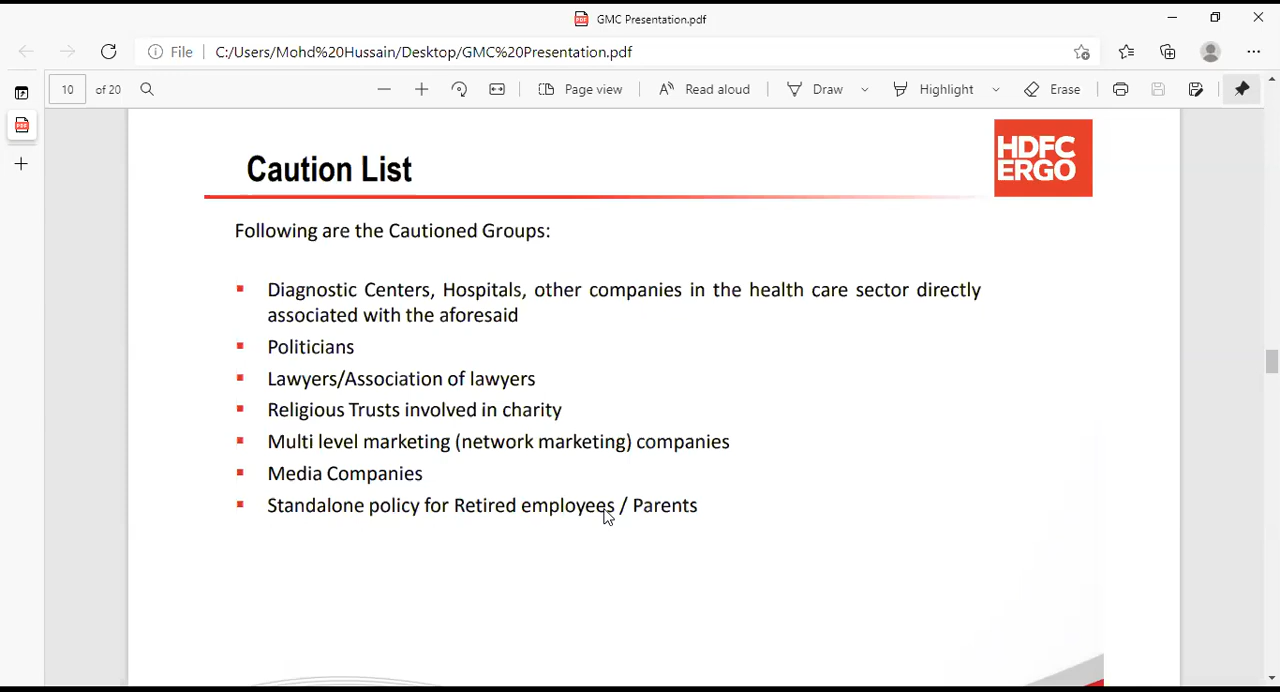 GMC Presentation.pdf
File
C:/Users/Mohd%20Hussain/Desktop/GMC%20Presentation.pdf
10 of 20 Page view Read aloud Draw Highlight Erase
HDFC
ERGO
Caution List
Following are the Cautioned Groups:
Diagnostic Centers, Hospitals, other companies in the health care sector directly
associated with the aforesaid
Politicians
Lawyers/Association of lawyers
Religious Trusts involved in charity
Multi level marketing (network marketing) companies
Media Companies
Standalone policy for Retired employees / Parents